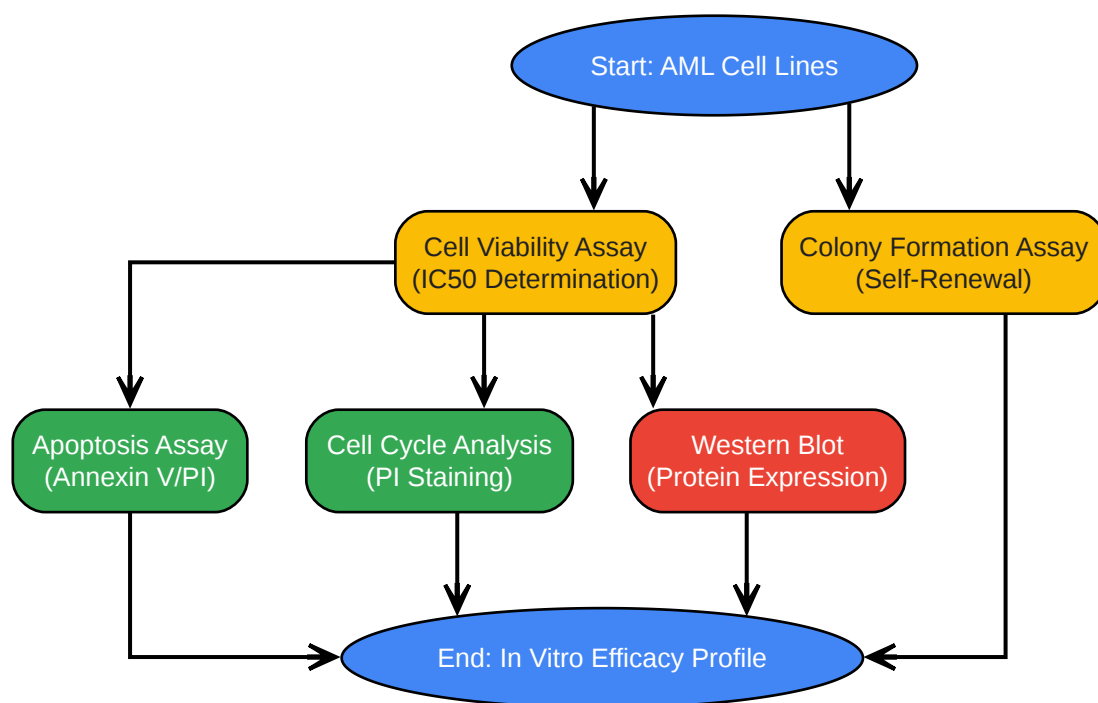 Start: AML Cell Lines
Cell Viability Assay
(IC50 Determination)
Colony Formation Assay
(Self-Renewal)
Apoptosis Assay
(Annexin V/PI)
Cell Cycle Analysis
(PI Staining)
Western Blot
(Protein Expression)
End: In Vitro Efficacy Profile